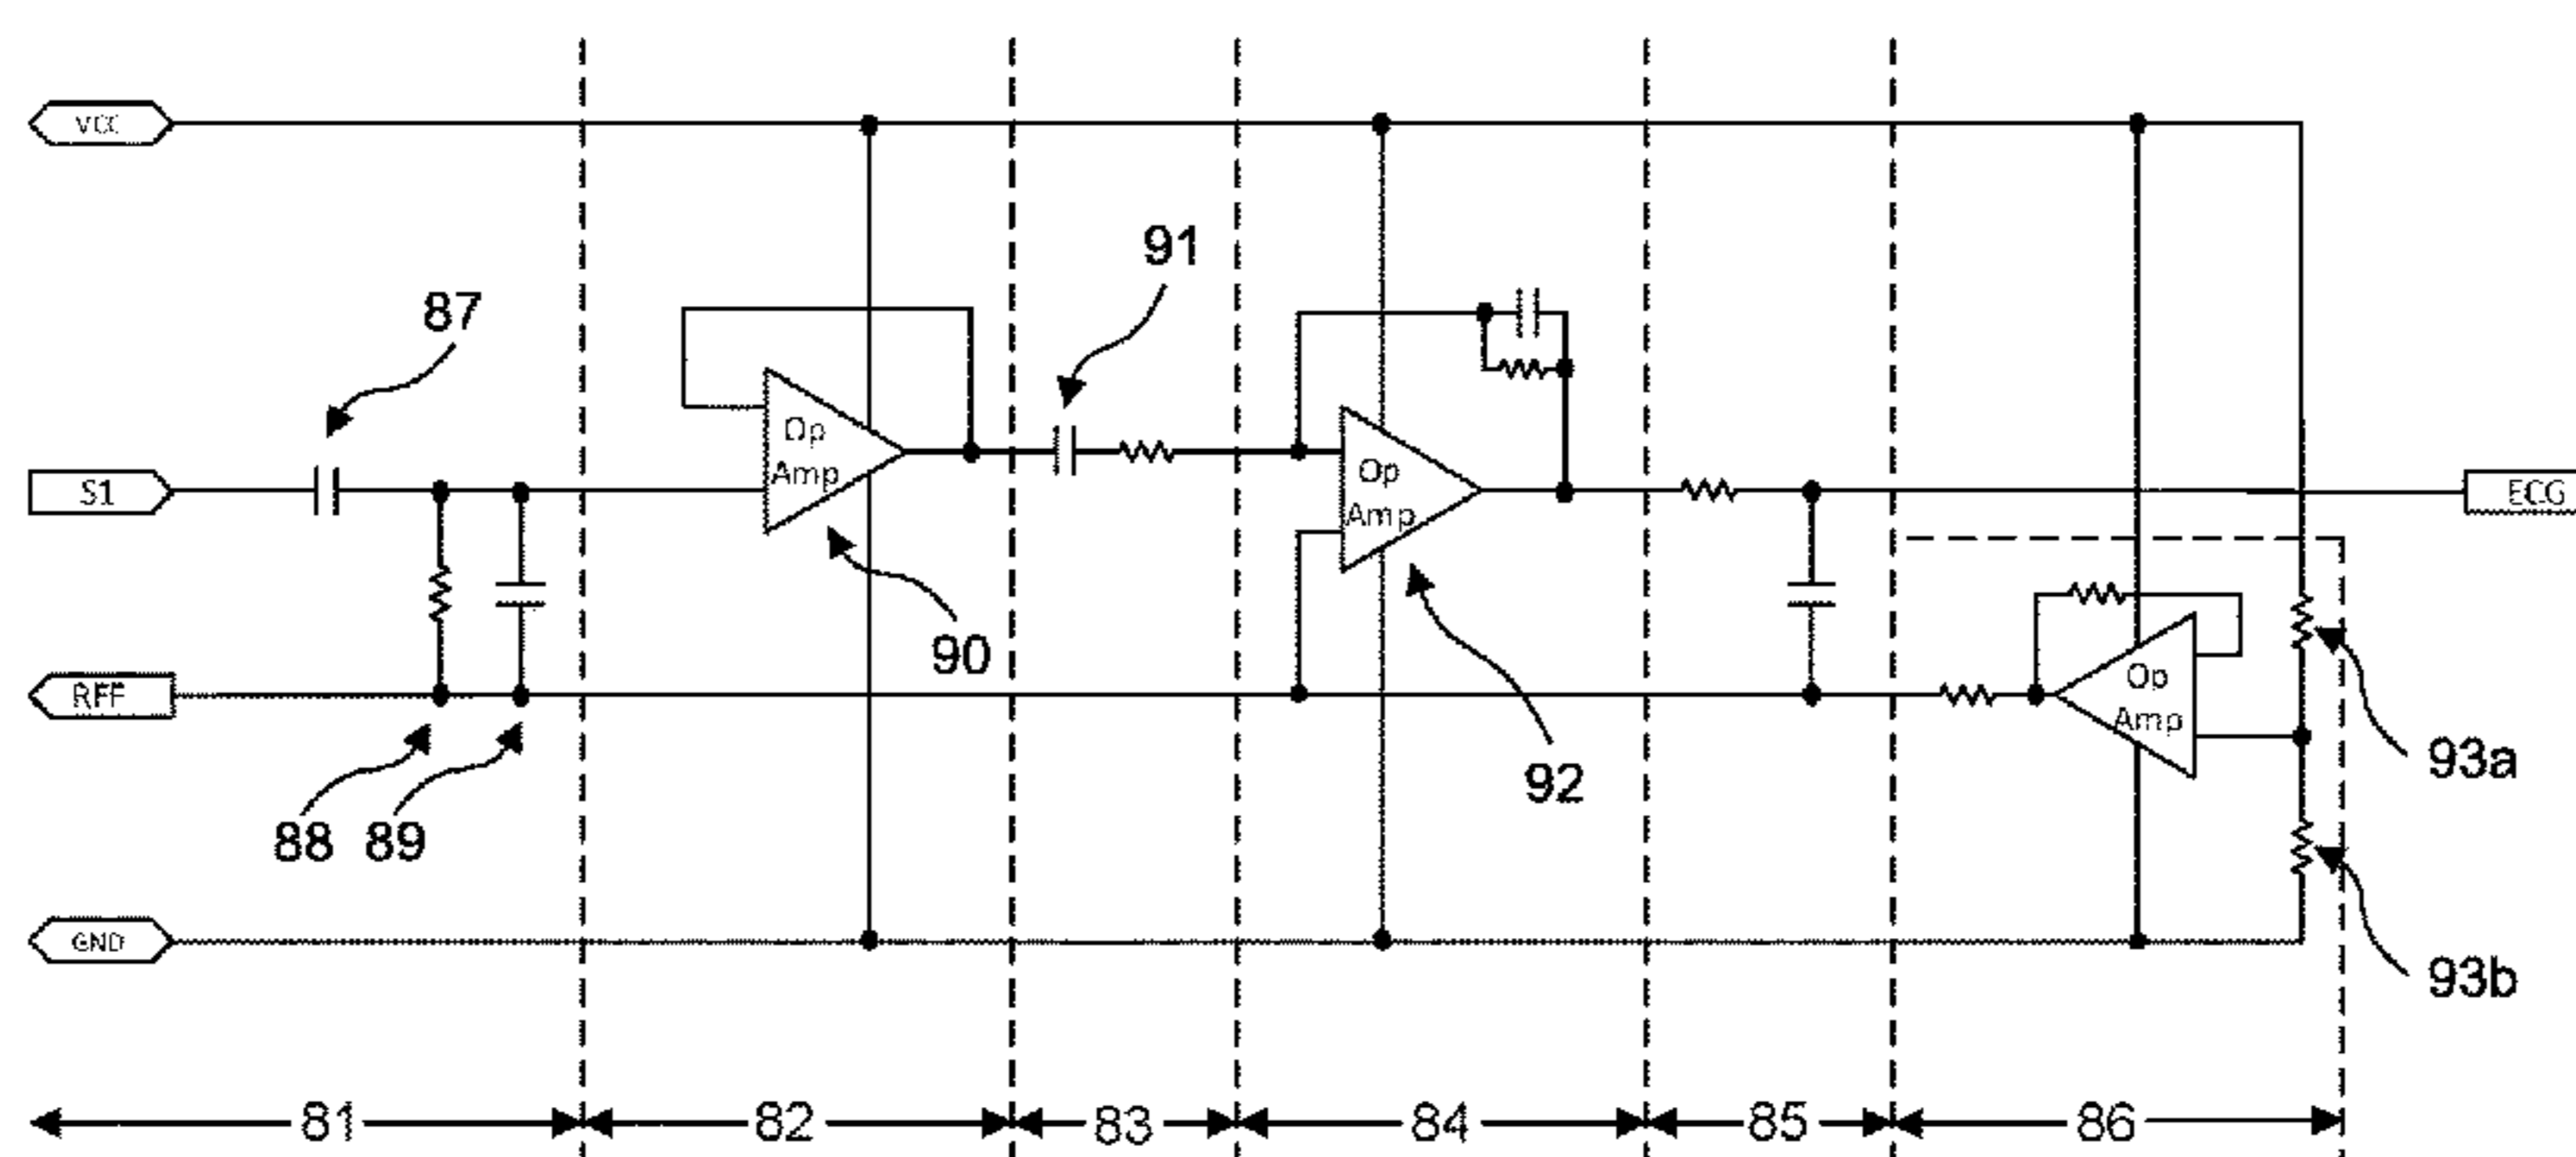 VCC
91
87
Op
Amp
Op
Amp
S1
ECG
90
RFF
Op
Amp
92
93a
88 89
GND
93b
81 82 83 84 85 86